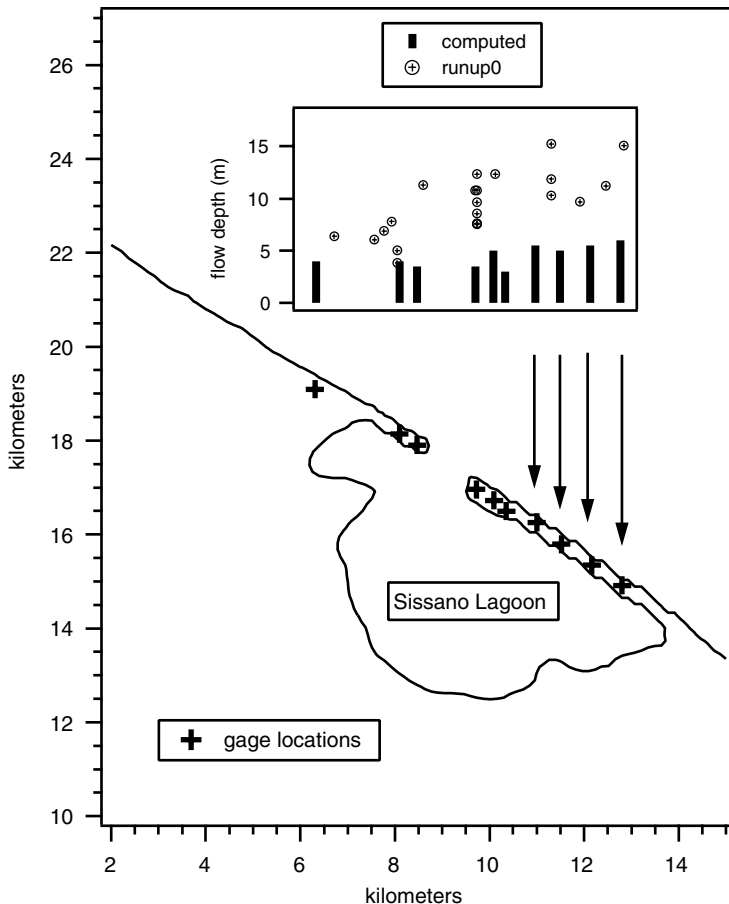 computed
runup0
flow depth (m)
15
10
5
0
kilometers
26
24
22
20
18
16
14
12
10
Sissano Lagoon
gage locations
2
4
6
8
10
12
14
kilometers